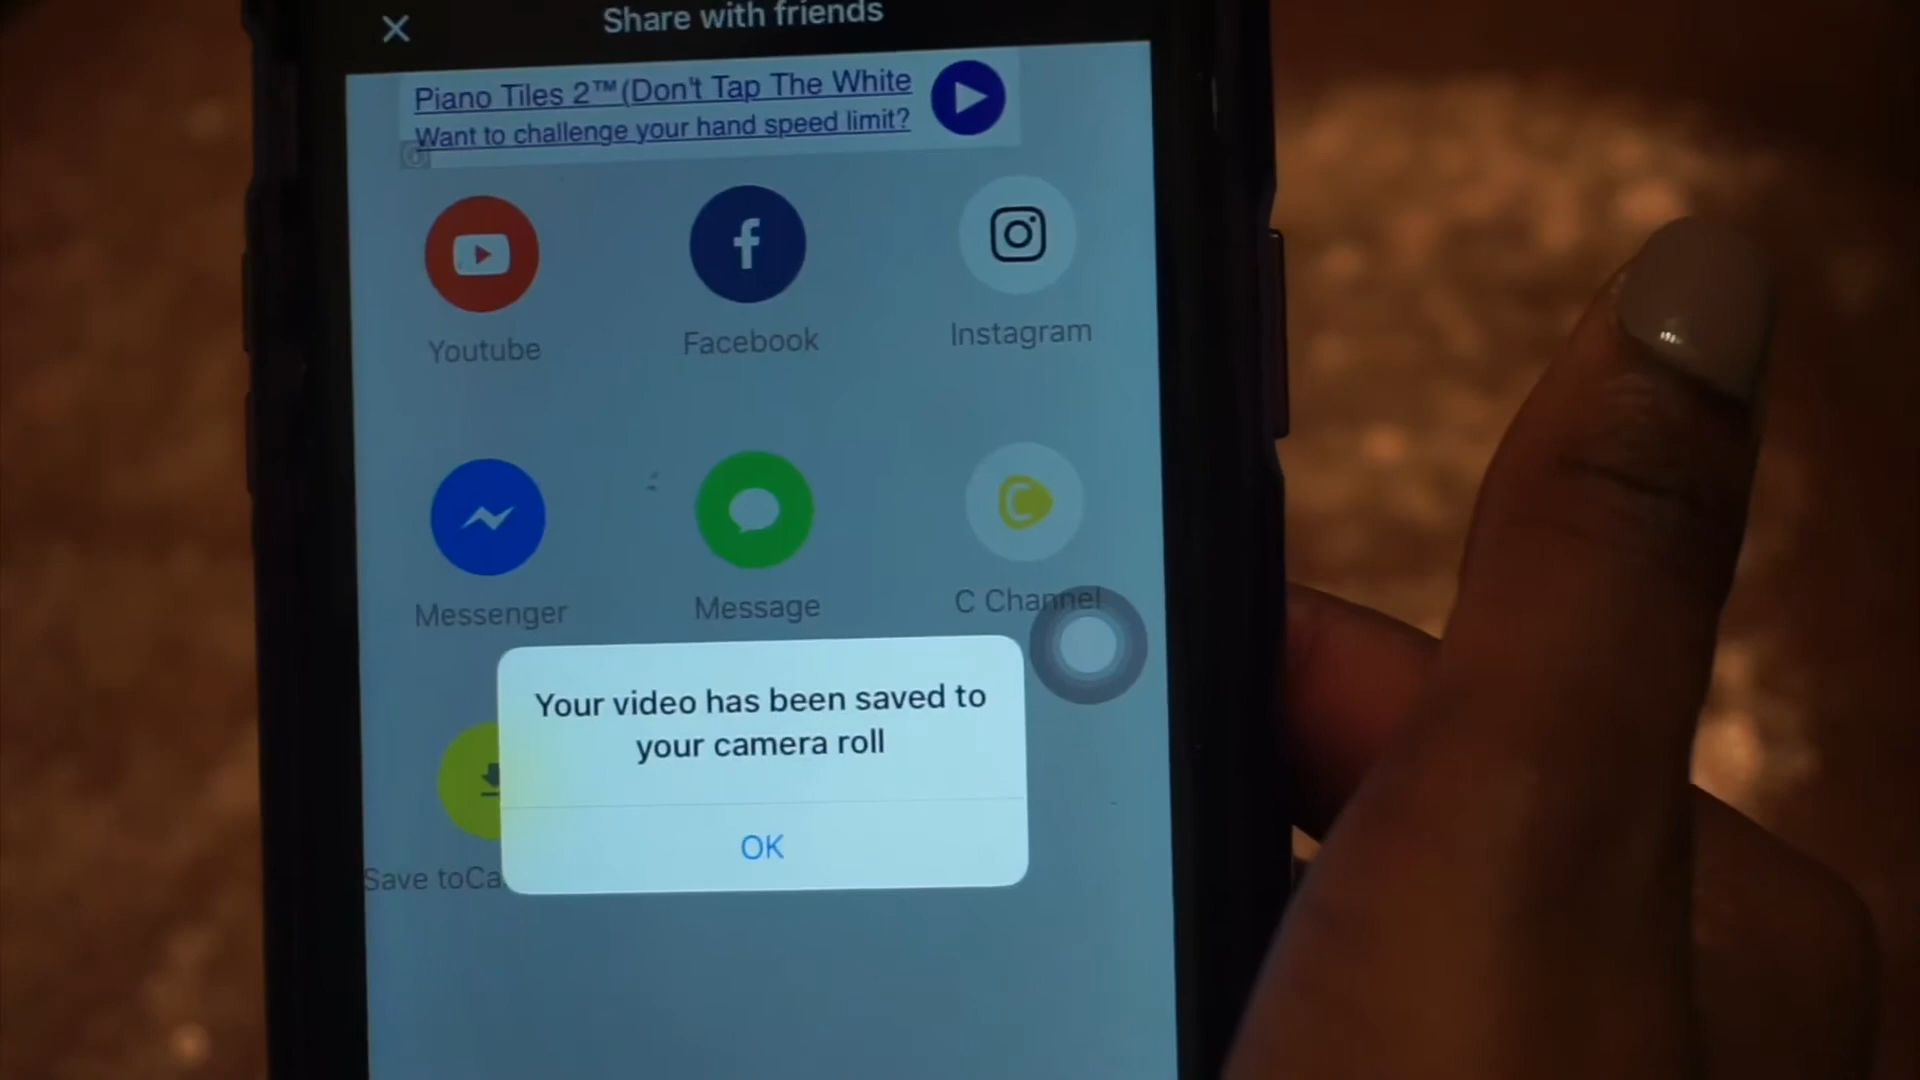 Share with friends
Piano Tiles 2™(Don't Tap The White
Want to challenge your hand speed limit?
Youtube
Facebook
Instagram
Messenger
Message
C Channel
Your video has been saved to
your camera roll
OK
Save toCa